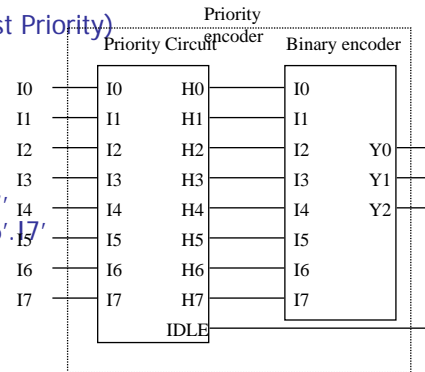 Priority
encoder
st Priority)
Priority Circuit
Binary encoder
I0 I0 H0 I0
I1 I1 H1 I1
I2 I2 H2 I2 Y0
I3 I3 H3 I3 Y1
I4 I4 H4 I4 Y2
I5 I5 H5 I5
I6 I6 H6 I6
I7 I7 H7 I7
IDLE